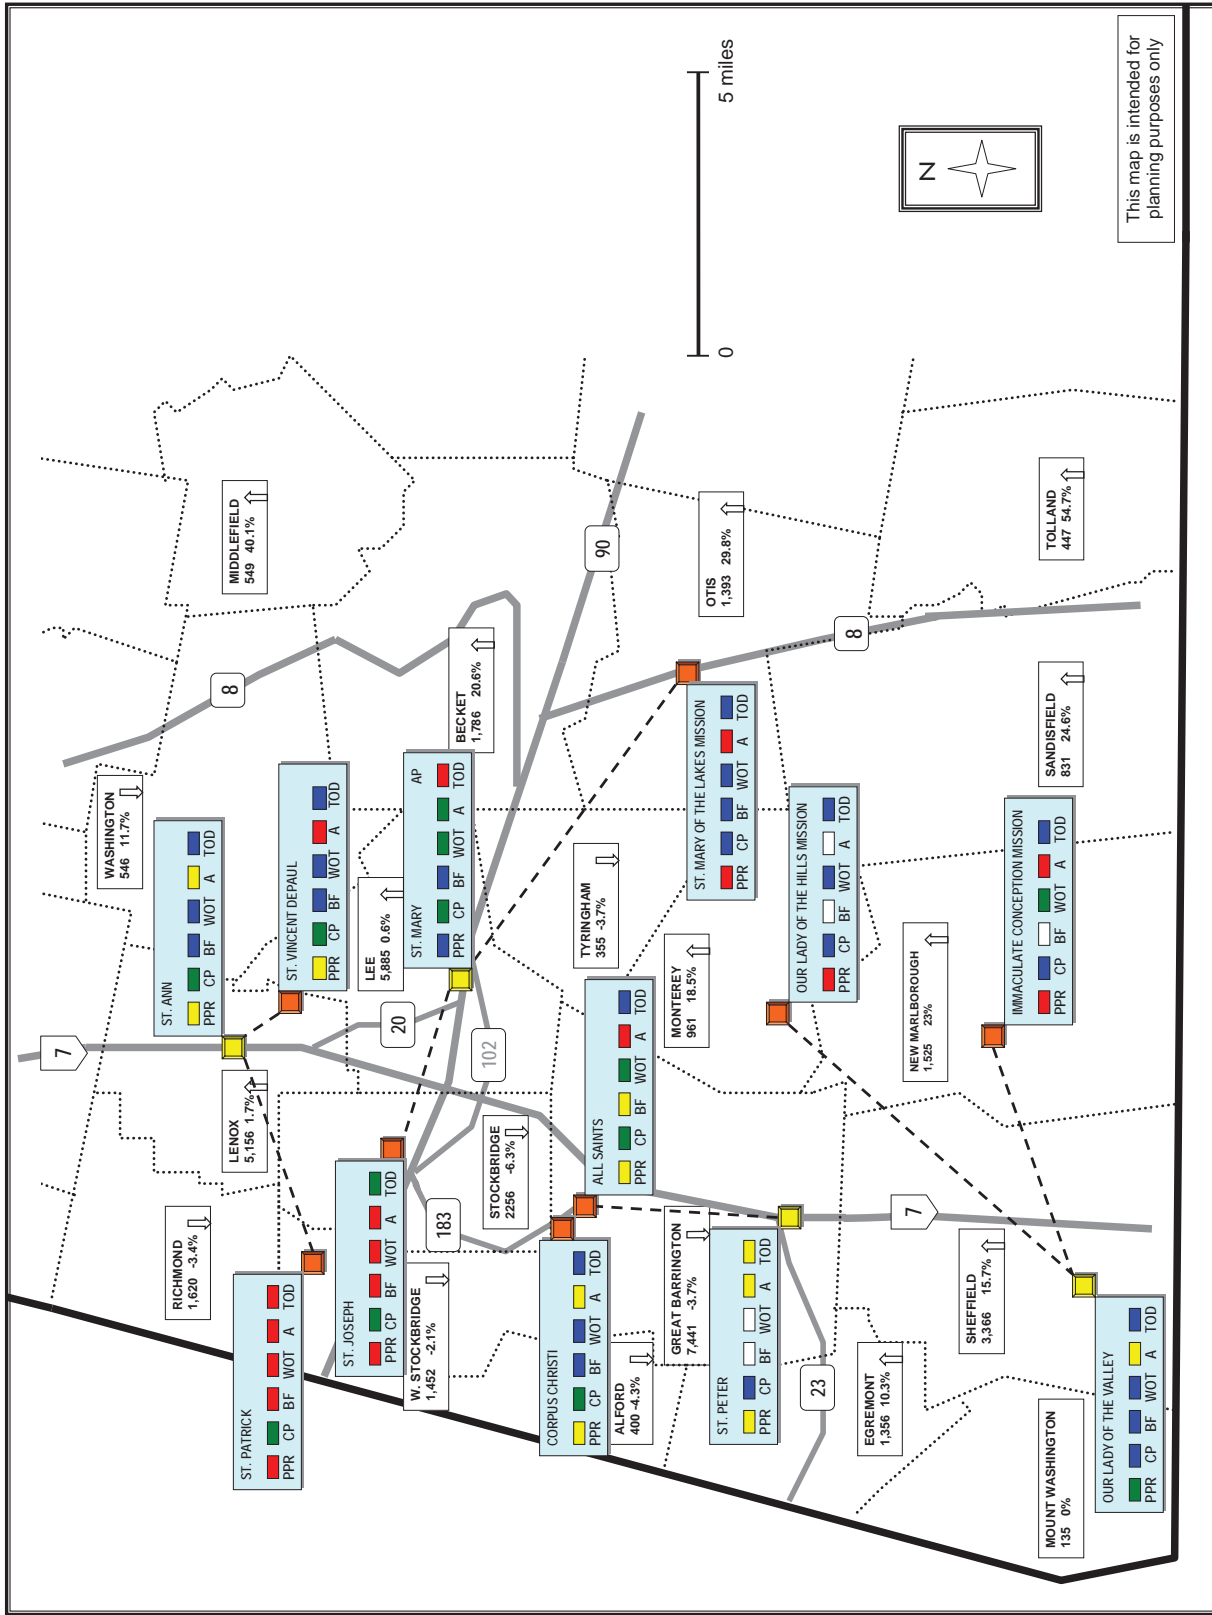 ST. PATRICK
PPR CP BF WOT A TOD
RICHMOND
1,620 -3.4%
LENOX
5,156 1.7%
7
ST. ANN
PPR CP BF WOT A TOD
WASHINGTON
546 11.7%
8
MIDDLEFIELD
549 40.1%
ST. VINCENT DEPAUL
PPR CP BF WOT A TOD
ST. JOSEPH
PPR CP BF WOT A TOD
W. STOCKBRIDGE
1,452 -2.1%
183
LEE
5,885 0.6%
20
102
ST. MARY AP
PPR CP BF WOT A TOD
BECKET
1,786 20.6%
STOCKBRIDGE
2256 -6.3%
90
CORPUS CHRISTI
PPR CP BF WOT A TOD
ALL SAINTS
PPR CP BF WOT A TOD
TYRINGHAM
355 -3.7%
ALFORD
400 -4.3%
GREAT BARRINGTON
7,441 -3.7%
MONTEREY
961 18.5%
ST. MARY OF THE LAKES MISSION
PPR CP BF WOT A TOD
OTIS
1,393 29.8%
0 5 miles
ST. PETER
PPR CP BF WOT A TOD
23
OUR LADY OF THE HILLS MISSION
PPR CP BF WOT A TOD
8
EGREMONT
1,356 10.3%
7
NEW MARLBOROUGH
1,525 23%
N
SHEFFIELD
3,366 15.7%
IMMACULATE CONCEPTION MISSION
PPR CP BF WOT A TOD
SANDISFIELD
831 24.6%
TOLLAND
447 54.7%
MOUNT WASHINGTON
135 0%
OUR LADY OF THE VALLEY
PPR CP BF WOT A TOD
This map is intended for
planning purposes only